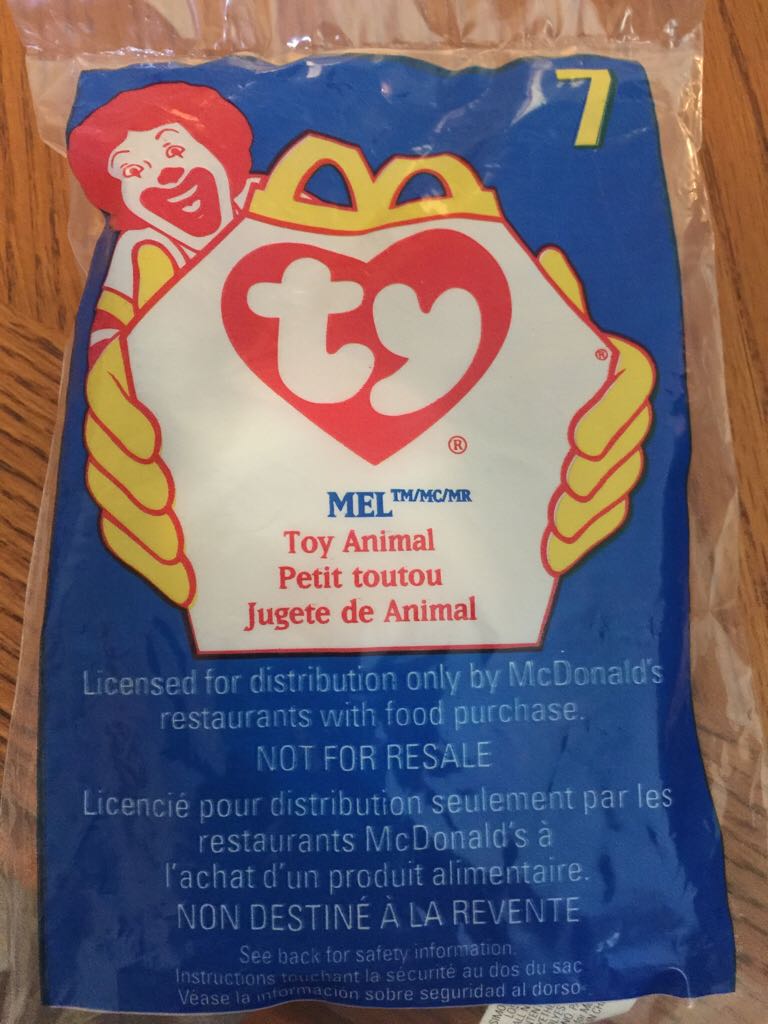 7
ty
®
®
MEL™/MC/MR
Toy Animal
Petit toutou
Jugete de Animal
Licensed for distribution only by McDonald's
restaurants with food purchase.
NOT FOR RESALE
Licencié pour distribution seulement par les
restaurants McDonald's à
l'achat d'un produit alimentaire.
NON DESTINÉ À LA REVENTE
See back for safety information.
Instructions touchant la sécurité au dos du sac
Véase la información sobre seguridad al dorso